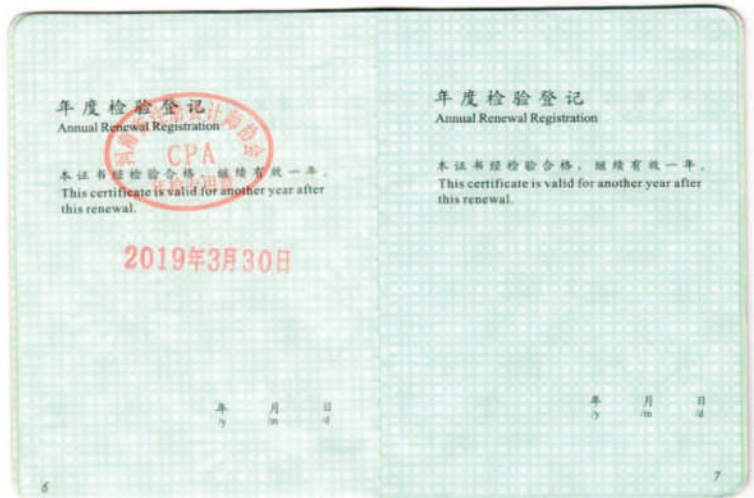 年度检验登记
Annual Renewal Registration
CPA
本证书经检验合格，继续有效一年。
This certificate is valid for another year after
this renewal.
2019年3月30日
年 月 日
/y /m /d
6
年度检验登记
Annual Renewal Registration
本证书经检验合格，继续有效一年。
This certificate is valid for another year after
this renewal.
年 月 日
/y /m /d
7